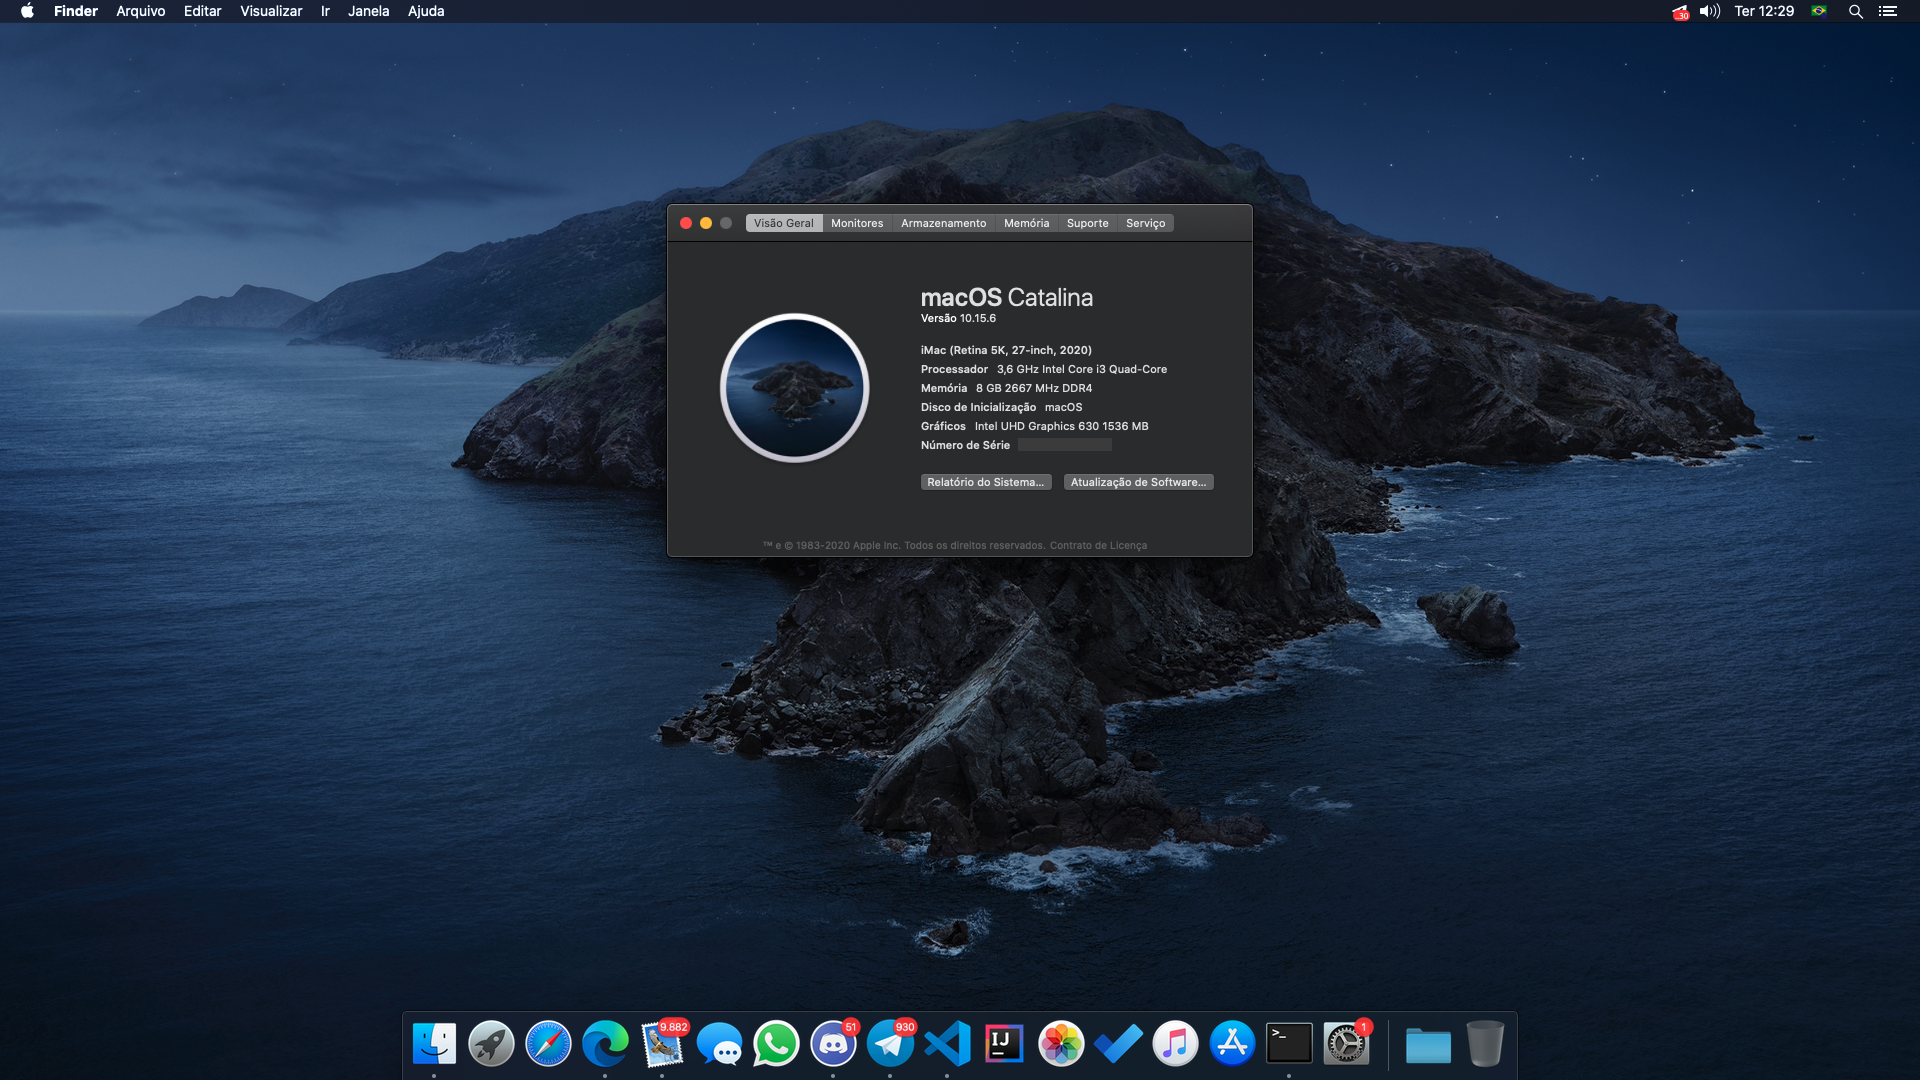 Finder Arquivo Editar Visualizar Ir Janela Ajuda 30 Ter 12:29
Visão Geral Monitores Armazenamento Memória Suporte Serviço
macOS Catalina
Versão 10.15.6
iMac (Retina 5K, 27-inch, 2020)
Processador 3,6 GHz Intel Core i3 Quad-Core
Memória 8 GB 2667 MHz DDR4
Disco de Inicialização macOS
Gráficos Intel UHD Graphics 630 1536 MB
Número de Série
Relatório do Sistema... Atualização de Software...
™ e © 1983-2020 Apple Inc. Todos os direitos reservados. Contrato de Licença
9.882 51 930 IJ >_ 1